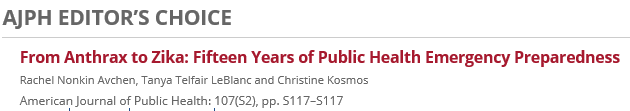 AJPH EDITOR'S CHOICE
From Anthrax to Zika: Fifteen Years of Public Health Emergency Preparedness
Rachel Nonkin Avchen, Tanya Telfair LeBlanc and Christine Kosmos
American Journal of Public Health: 107(S2), pp. S117–S117